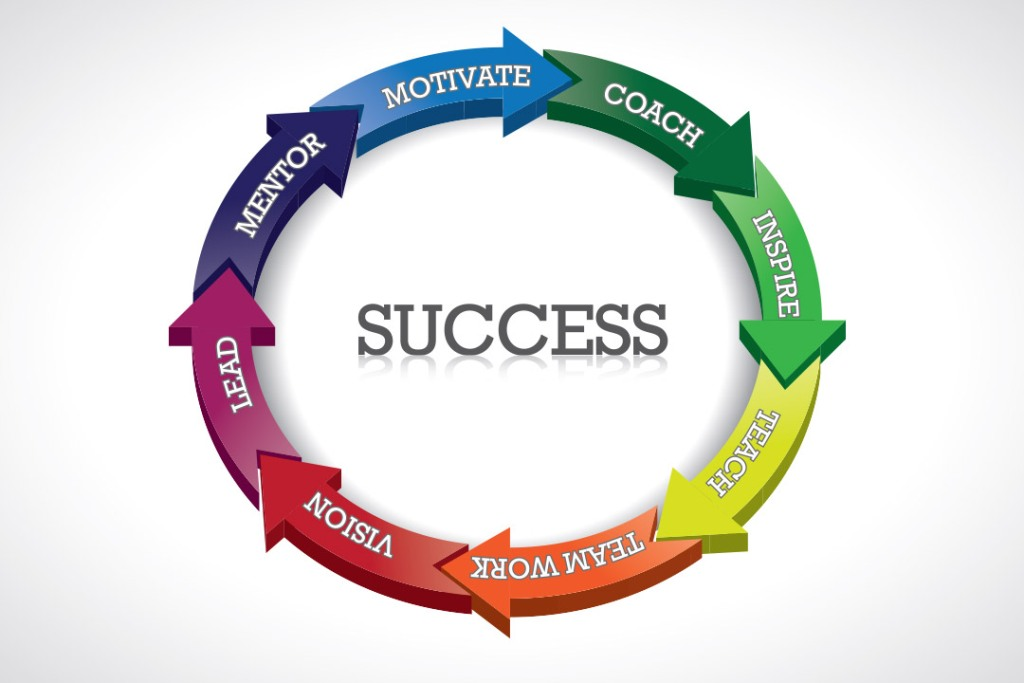 MOTIVATE
COACH
INSPIRE
TEACH
TEAM WORK
VISION
LEAD
MENTOR
SUCCESS